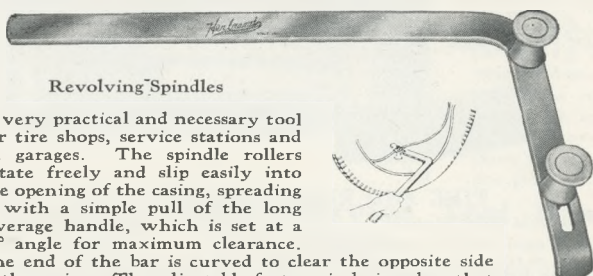 Revolving Spindles
very practical and necessary tool
r tire shops, service stations and
garages. The spindle rollers
tate freely and slip easily into
e opening of the casing, spreading
with a simple pull of the long
verage handle, which is set at a
° angle for maximum clearance.
ne end of the bar is curved to clear the opposite side